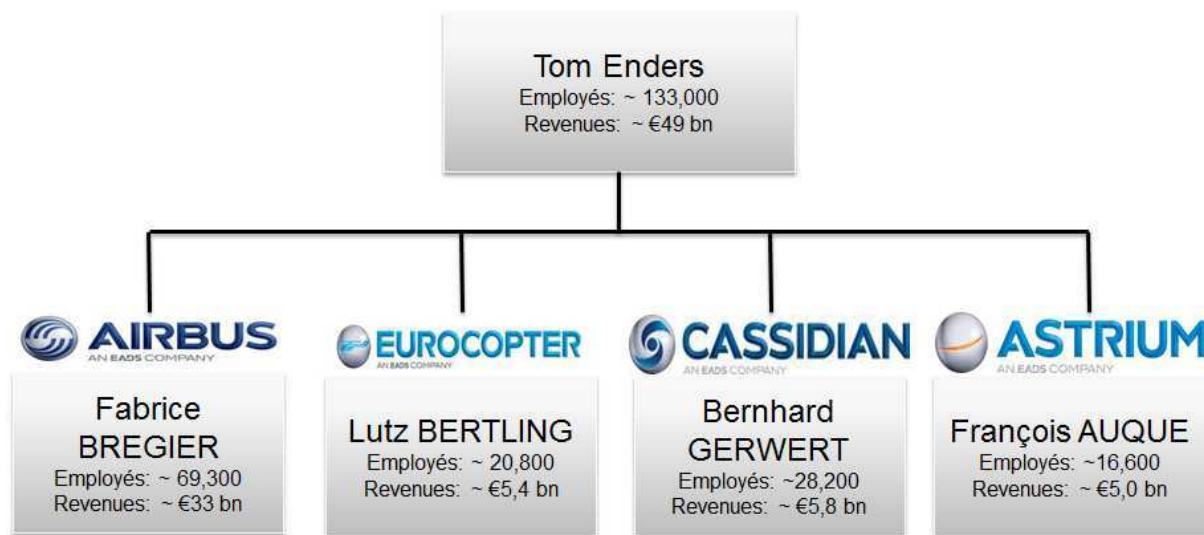 Tom Enders
Employés: ~ 133,000
Revenues: ~ €49 bn
AIRBUS
AN EADS COMPANY
Fabrice
BREGIER
Employés: ~ 69,300
Revenues: ~ €33 bn
EUROCOPTER
AN EADS COMPANY
Lutz BERTLING
Employés: ~ 20,800
Revenues: ~ €5,4 bn
CASSIDIAN
AN EADS COMPANY
Bernhard
GERWERT
Employés: ~28,200
Revenues: ~ €5,8 bn
ASTRIUM
AN EADS COMPANY
François AUQUE
Employés: ~16,600
Revenues: ~ €5,0 bn